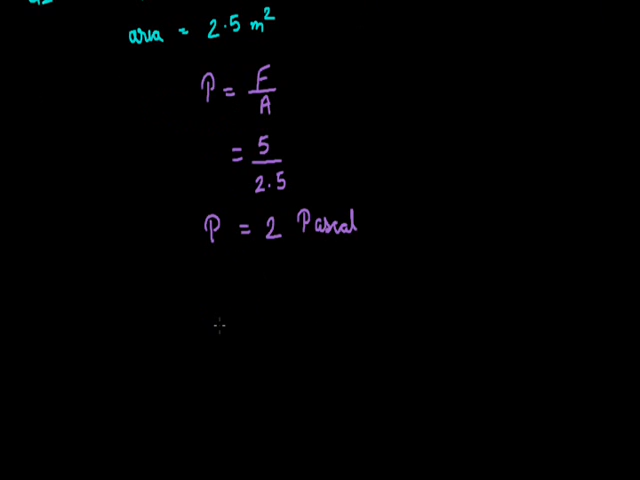 area = 2.5 m²
P = F/A
= 5/2.5
P = 2 Pascal